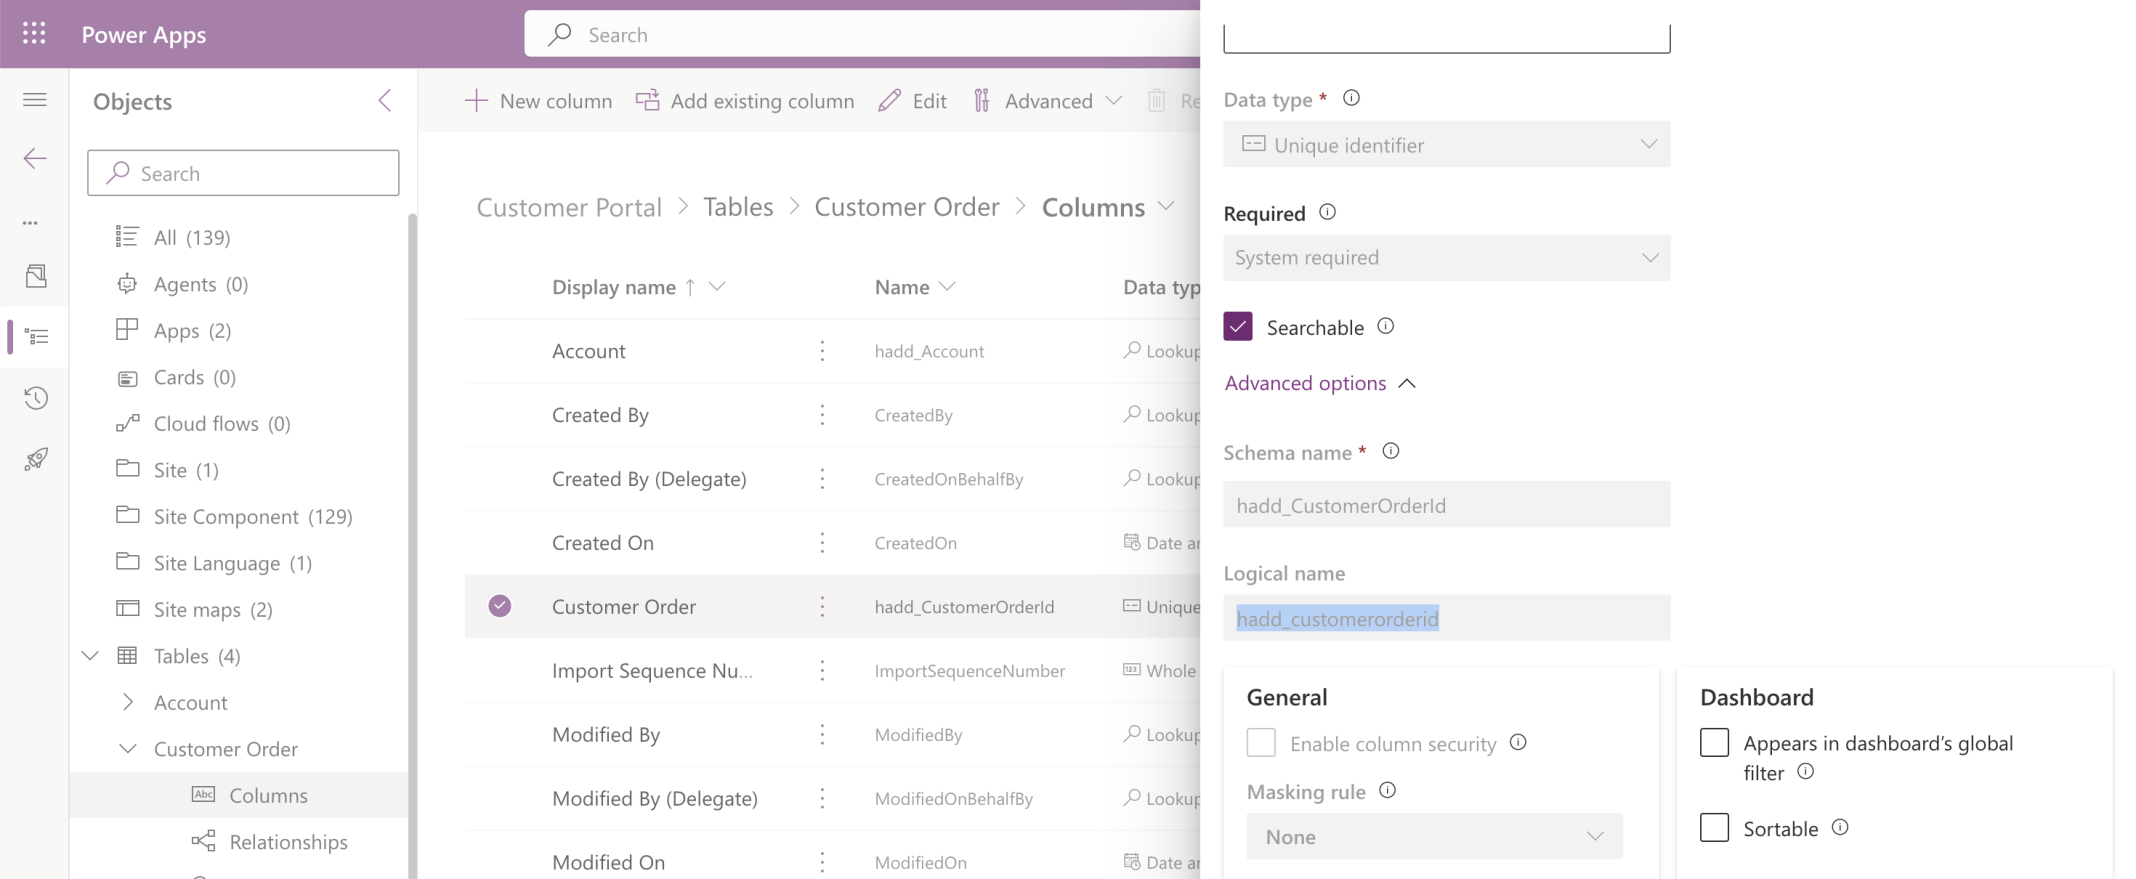 Power Apps
Search
Objects
Search
All (139)
Agents (0)
Apps (2)
Cards (0)
Cloud flows (0)
Site (1)
Site Component (129)
Site Language (1)
Site maps (2)
Tables (4)
Account
Customer Order
Abc Columns
Relationships
New column
Add existing column
Edit
Advanced
Re
Customer Portal > Tables > Customer Order > Columns
Display name ↑ Name Data typ
Account hadd_Account Lookup
Created By CreatedBy Lookup
Created By (Delegate) CreatedOnBehalfBy Lookup
Created On CreatedOn Date an
Customer Order hadd_CustomerOrderId Unique
Import Sequence Nu... ImportSequenceNumber 123 Whole
Modified By ModifiedBy Lookup
Modified By (Delegate) ModifiedOnBehalfBy Lookup
Modified On ModifiedOn Date an
Data type *
Unique identifier
Required
System required
Searchable
Advanced options
Schema name *
hadd_CustomerOrderId
Logical name
hadd_customerorderid
General
Enable column security
Masking rule
None
Dashboard
Appears in dashboard's global
filter
Sortable